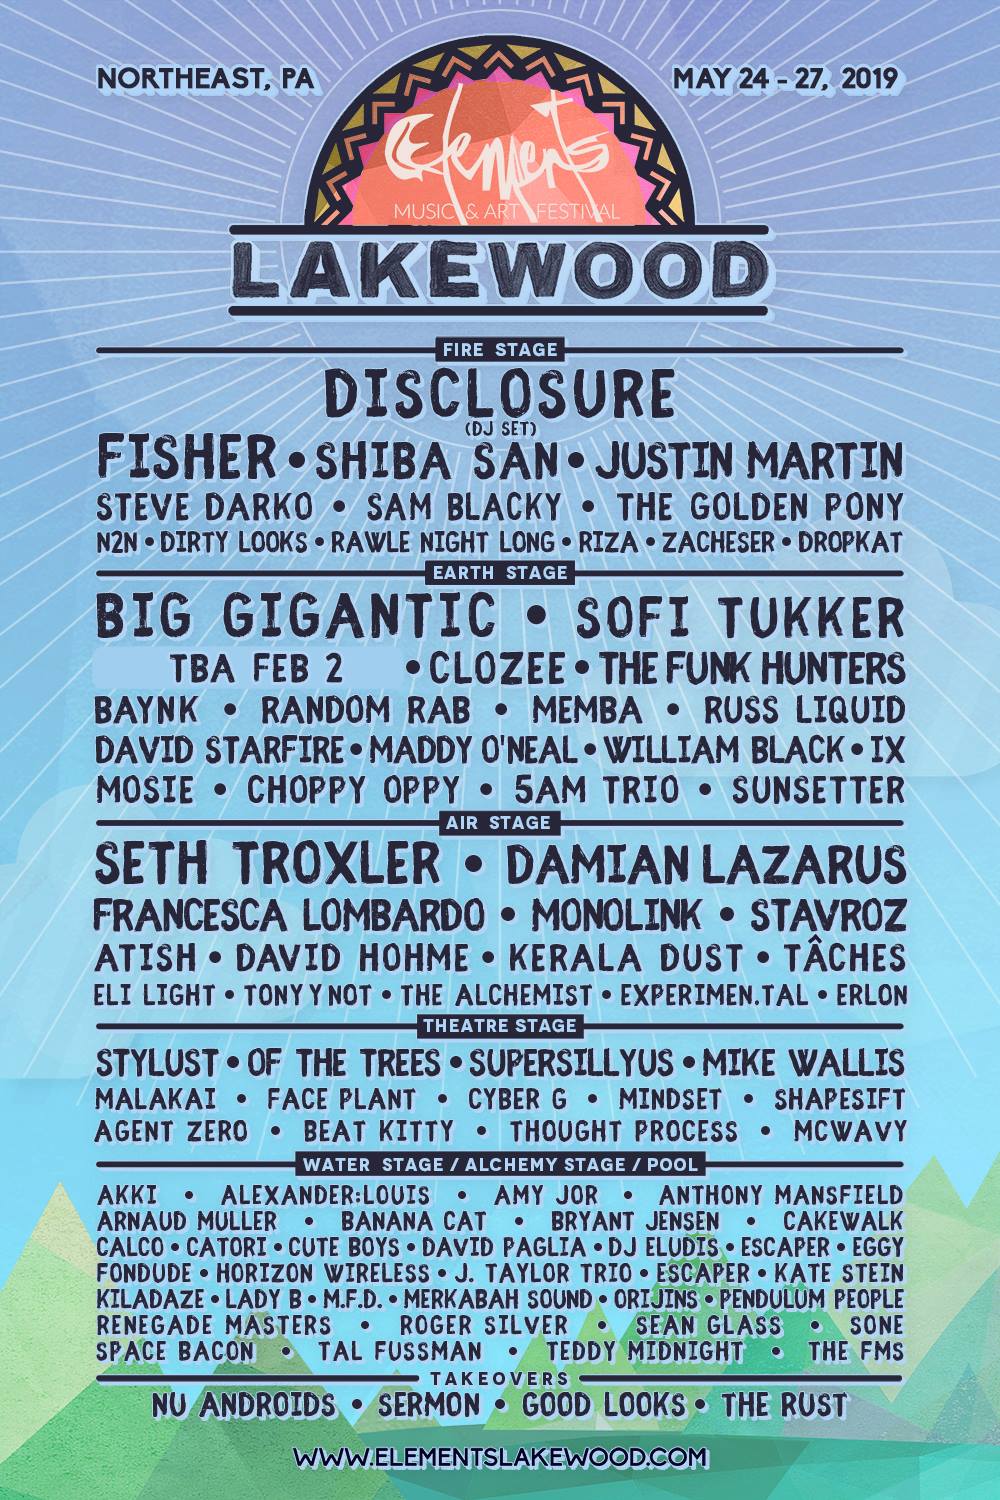 NORTHEAST, PA
MAY 24 - 27, 2019
Elements
MUSIC & ART FESTIVAL
LAKEWOOD
FIRE STAGE
DISCLOSURE
(DJ SET)
FISHER • SHIBA SAN • JUSTIN MARTIN
STEVE DARKO • SAM BLACKY • THE GOLDEN PONY
N2N • DIRTY LOOKS • RAWLE NIGHT LONG • RIZA • ZACHESER • DROPKAT
EARTH STAGE
BIG GIGANTIC • SOFI TUKKER
TBA FEB 2 • CLOZEE • THE FUNK HUNTERS
BAYNK • RANDOM RAB • MEMBA • RUSS LIQUID
DAVID STARFIRE • MADDY O'NEAL • WILLIAM BLACK • IX
MOSIE • CHOPPY OPPY • 5AM TRIO • SUNSETTER
AIR STAGE
SETH TROXLER • DAMIAN LAZARUS
FRANCESCA LOMBARDO • MONOLINK • STAVROZ
ATISH • DAVID HOHME • KERALA DUST • TÂCHES
ELI LIGHT • TONY Y NOT • THE ALCHEMIST • EXPERIMEN.TAL • ERLON
THEATRE STAGE
STYLUST • OF THE TREES • SUPERSILLYUS • MIKE WALLIS
MALAKAI • FACE PLANT • CYBER G • MINDSET • SHAPESIFT
AGENT ZERO • BEAT KITTY • THOUGHT PROCESS • MCWAVY
WATER STAGE / ALCHEMY STAGE / POOL
AKKI • ALEXANDER:LOUIS • AMY JOR • ANTHONY MANSFIELD
ARNAUD MULLER • BANANA CAT • BRYANT JENSEN • CAKEWALK
CALCO • CATORI • CUTE BOYS • DAVID PAGLIA • DJ ELUDIS • ESCAPER • EGGY
FONDUDE • HORIZON WIRELESS • J. TAYLOR TRIO • ESCAPER • KATE STEIN
KILADAZE • LADY B • M.F.D. • MERKABAH SOUND • ORIJINS • PENDULUM PEOPLE
RENEGADE MASTERS • ROGER SILVER • SEAN GLASS • SONE
SPACE BACON • TAL FUSSMAN • TEDDY MIDNIGHT • THE FMS
TAKEOVERS
NU ANDROIDS • SERMON • GOOD LOOKS • THE RUST
WWW.ELEMENTSLAKEWOOD.COM